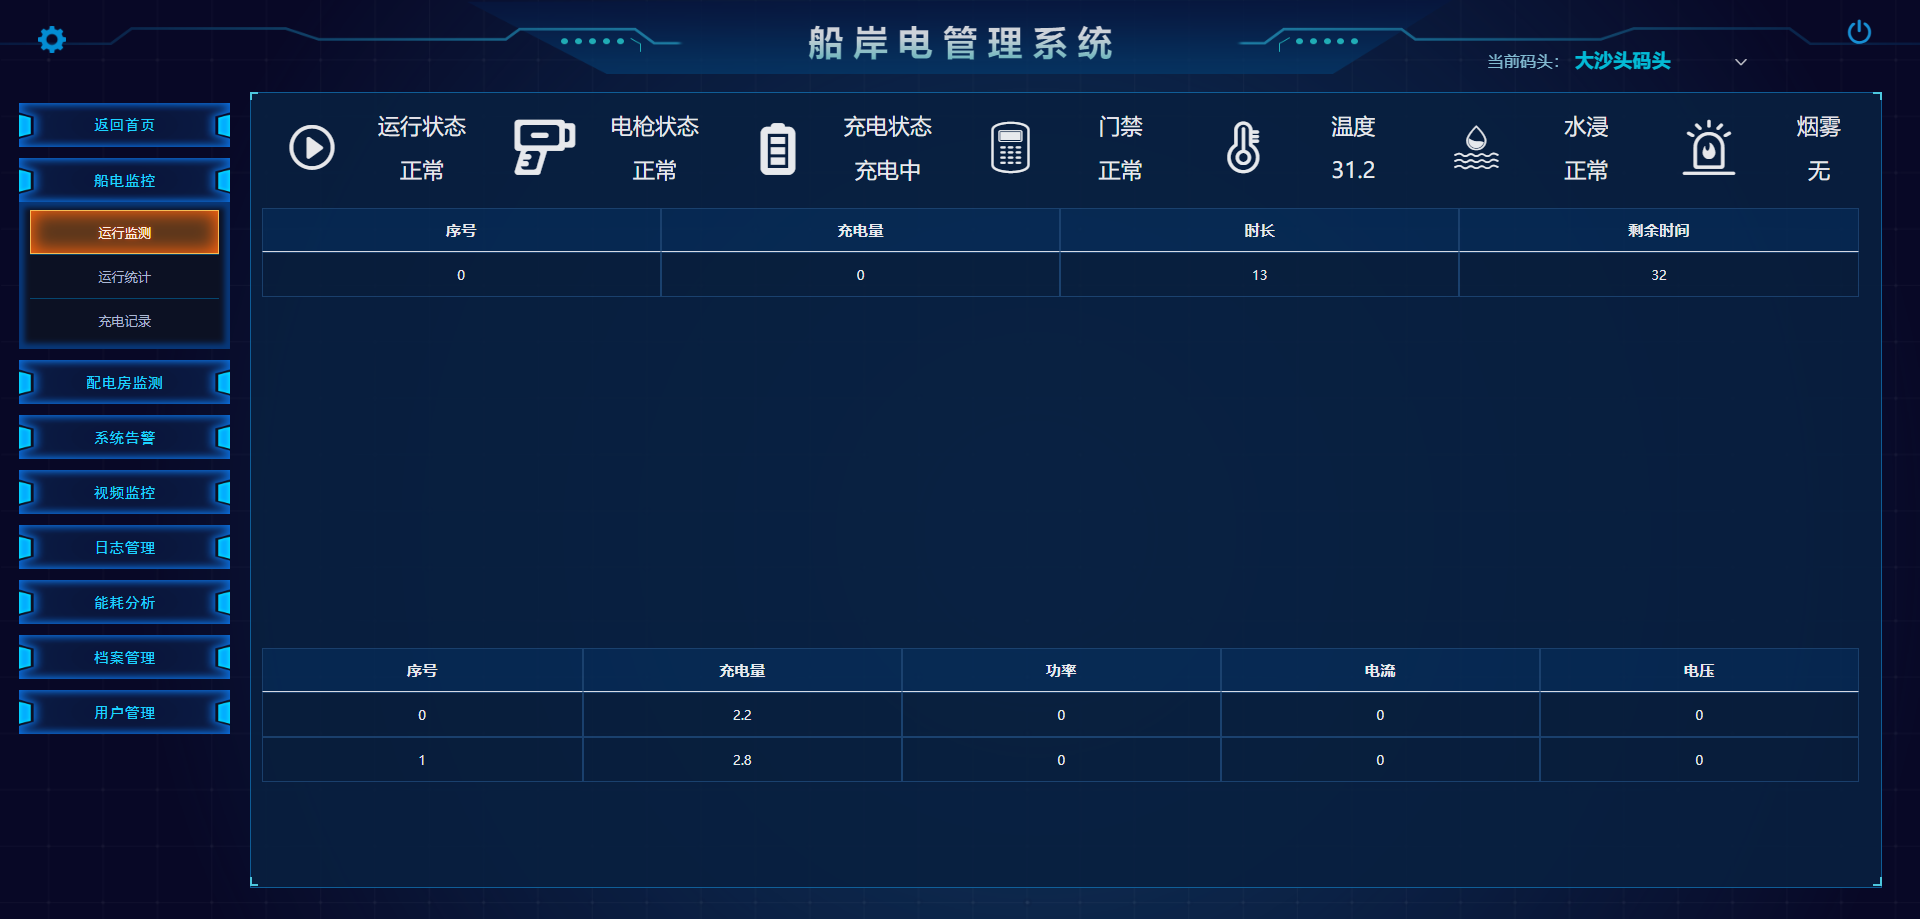 船岸电管理系统
当前码头： 大沙头码头
返回首页
船电监控
运行监测
运行统计
充电记录
配电房监测
系统告警
视频监控
日志管理
能耗分析
档案管理
用户管理
运行状态 电枪状态 充电状态 门禁 温度 水浸 烟雾
正常 正常 充电中 正常 31.2 正常 无
序号 充电量 时长 剩余时间
0 0 13 32
序号 充电量 功率 电流 电压
0 2.2 0 0 0
1 2.8 0 0 0